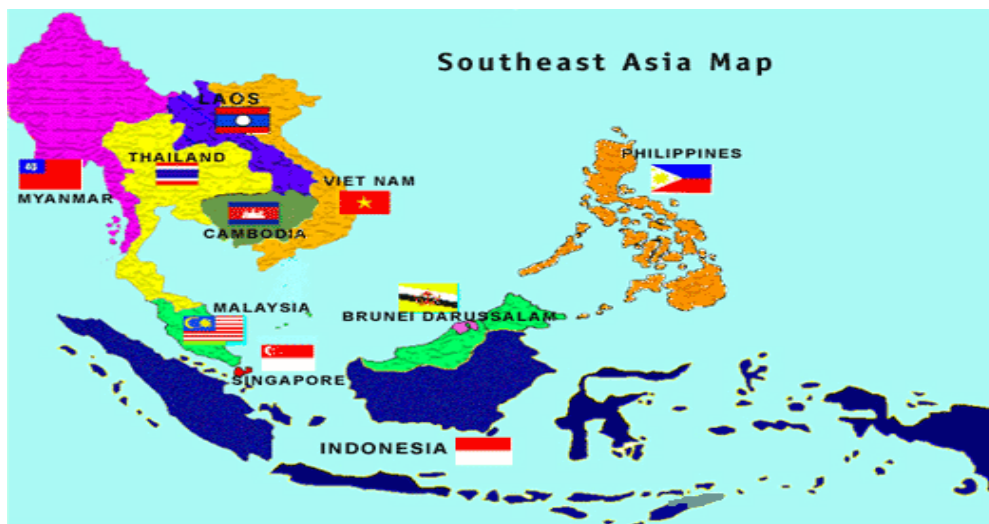 Southeast Asia Map
LAOS
THAILAND
PHILIPPINES
VIET NAM
MYANMAR
CAMBODIA
MALAYSIA
BRUNEI DARUSSALAM
SINGAPORE
INDONESIA